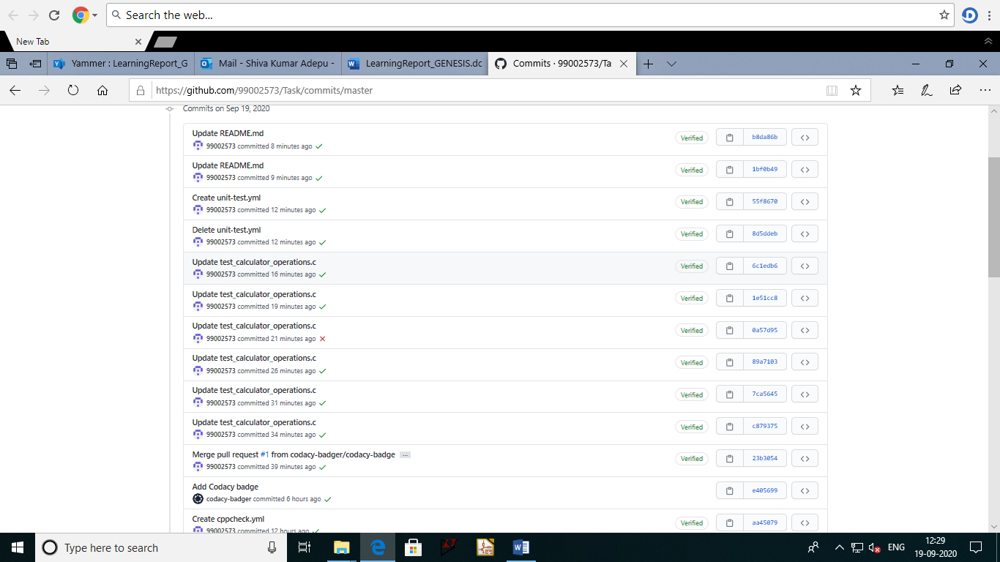 Search the web...
New Tab
Yammer : LearningReport_G
Mail - Shiva Kumar Adepu -
LearningReport_GENESIS.dc
Commits · 99002573/Ta
https://github.com/99002573/Task/commits/master
Commits on Sep 19, 2020
Update README.md
99002573 committed 8 minutes ago
Verified
b8da86b
Update README.md
99002573 committed 9 minutes ago
Verified
1bf0b49
Create unit-test.yml
99002573 committed 12 minutes ago
Verified
55f8670
Delete unit-test.yml
99002573 committed 12 minutes ago
Verified
8d5ddeb
Update test_calculator_operations.c
99002573 committed 16 minutes ago
Verified
6c1edb6
Update test_calculator_operations.c
99002573 committed 19 minutes ago
Verified
1e51cc8
Update test_calculator_operations.c
99002573 committed 21 minutes ago
Verified
0a57d95
Update test_calculator_operations.c
99002573 committed 26 minutes ago
Verified
89a7103
Update test_calculator_operations.c
99002573 committed 31 minutes ago
Verified
7ca5645
Update test_calculator_operations.c
99002573 committed 34 minutes ago
Verified
c879375
Merge pull request #1 from codacy-badger/codacy-badge ...
99002573 committed 39 minutes ago
Verified
23b3054
Add Codacy badge
codacy-badger committed 6 hours ago
e405699
Create cppcheck.yml
99002573 committed 12 hours ago
Verified
aa45079
Type here to search
ENG
12:29
19-09-2020